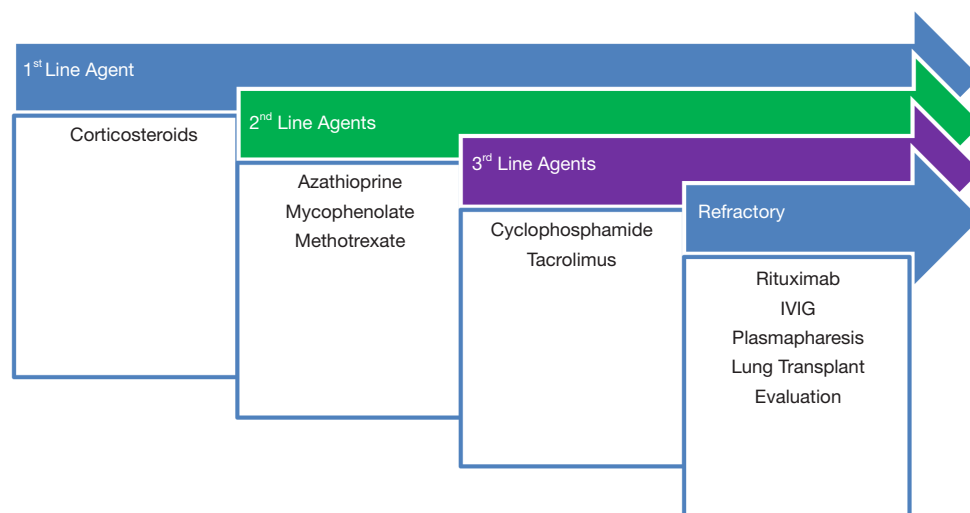 1st Line Agent
Corticosteroids
2nd Line Agents
Azathioprine
Mycophenolate
Methotrexate
3rd Line Agents
Cyclophosphamide
Tacrolimus
Refractory
Rituximab
IVIG
Plasmapharesis
Lung Transplant
Evaluation